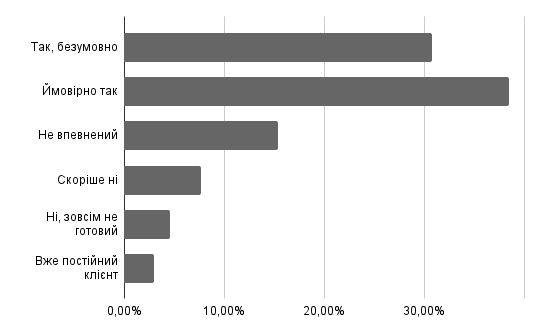 Так, безумовно
Ймовірно так
Не впевнений
Скоріше ні
Ні, зовсім не
готовий
Вже постійний
клієнт
0,00%
10,00%
20,00%
30,00%